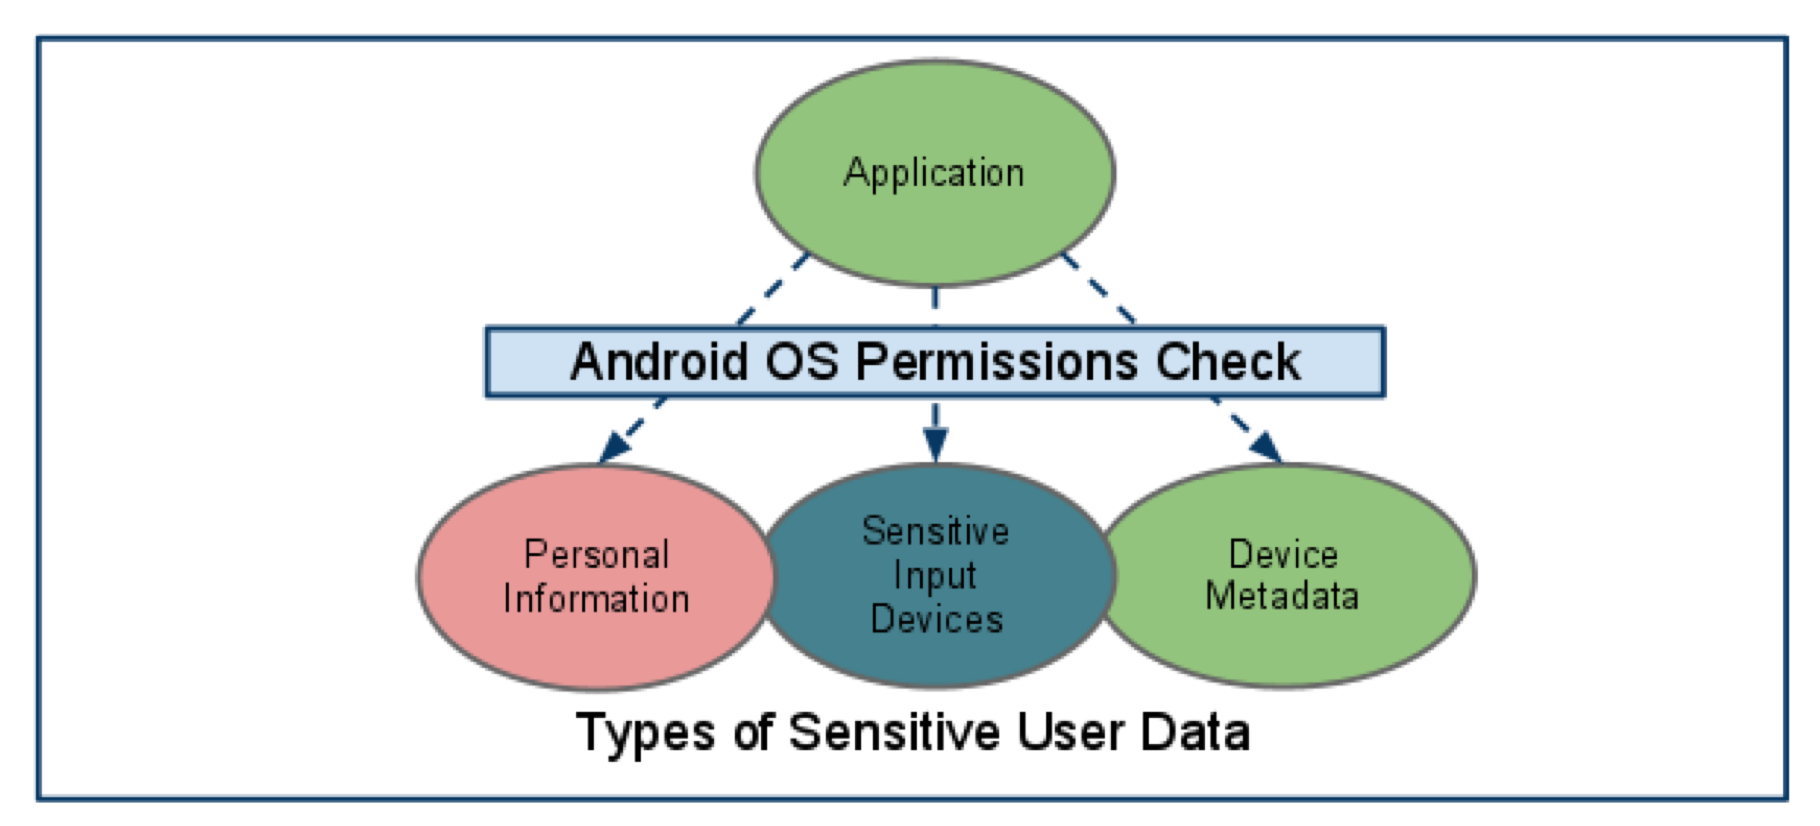 Application
Android OS Permissions Check
Personal
Information
Sensitive
Input
Devices
Device
Metadata
Types of Sensitive User Data